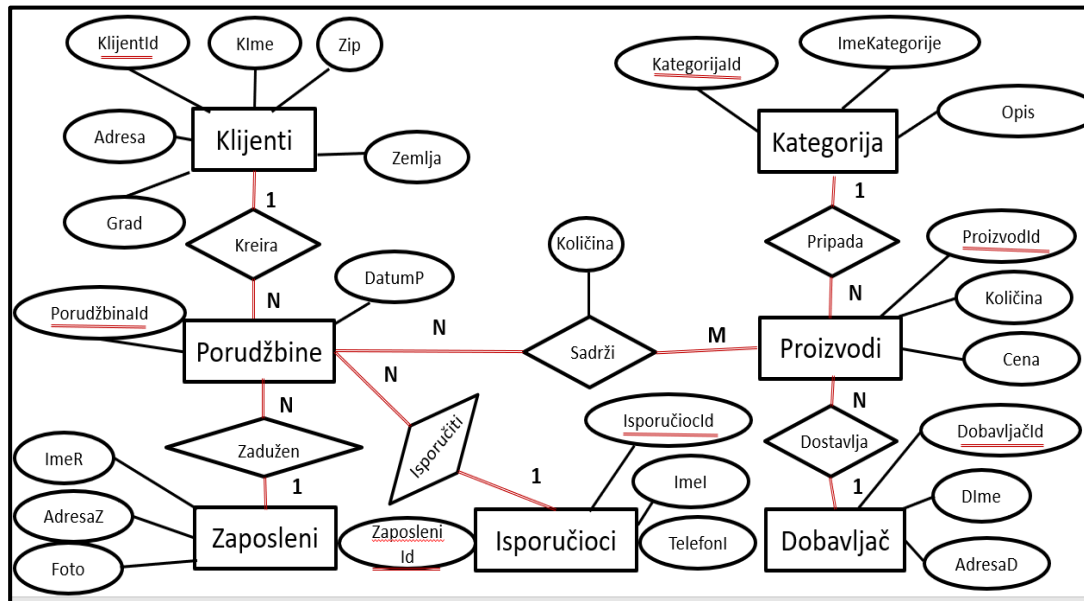 KlijentId
KIme
Zip
Adresa
Klijenti
Zemlja
Grad
1
Kreira
N
KategorijaId
ImeKategorije
Opis
Kategorija
1
Pripada
N
ProizvodId
Količina
Cena
Količina
DatumP
PorudžbinaId
Porudžbine
N
Sadrži
M
Proizvodi
N
N
Isporučiti
1
N
Zadužen
1
IsporučiocId
ImeI
TelefonI
Isporučioci
Zaposleni
Id
ImeR
AdresaZ
Foto
Zaposleni
Dostavlja
1
DobavljačId
DIme
AdresaD
Dobavljač